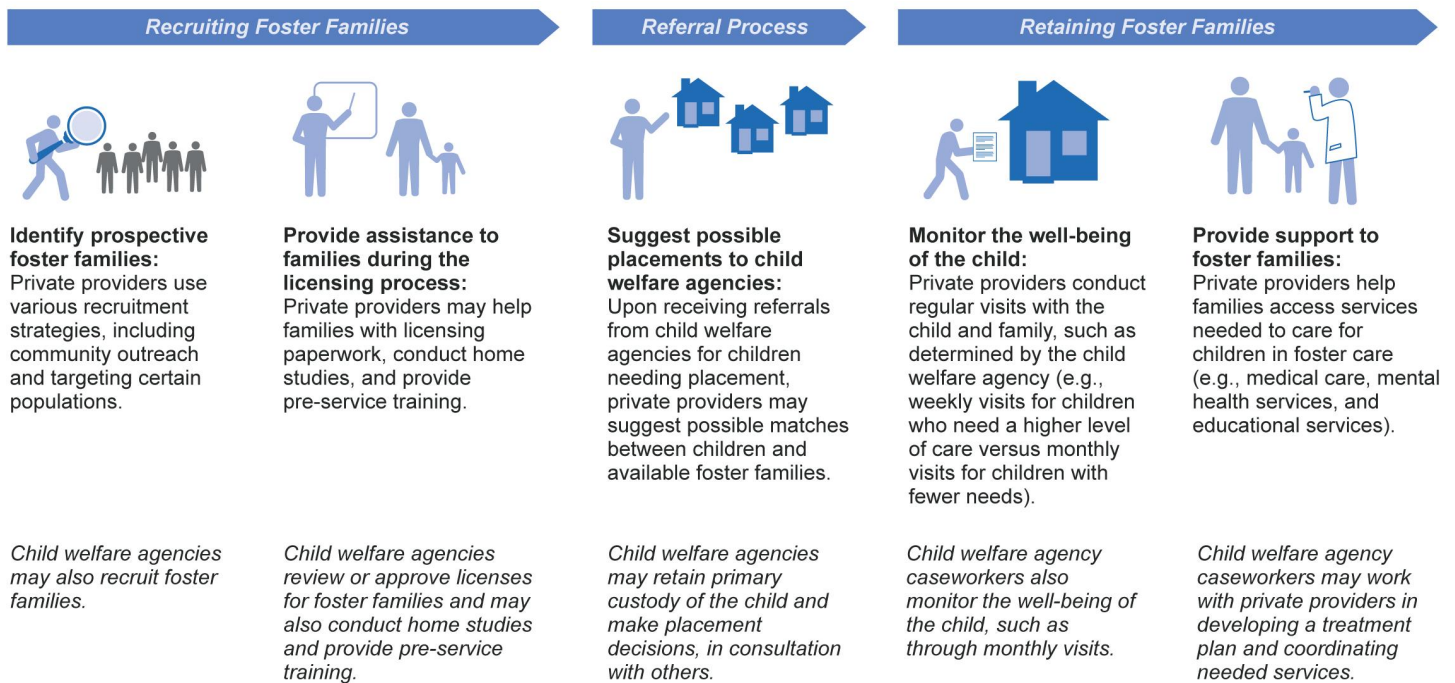 Recruiting Foster Families
Referral Process
Retaining Foster Families
Identify prospective
foster families:
Private providers use
various recruitment
strategies, including
community outreach
and targeting certain
populations.
Provide assistance to
families during the
licensing process:
Private providers may help
families with licensing
paperwork, conduct home
studies, and provide
pre-service training.
Suggest possible
placements to child
welfare agencies:
Upon receiving referrals
from child welfare
agencies for children
needing placement,
private providers may
suggest possible matches
between children and
available foster families.
Monitor the well-being
of the child:
Private providers conduct
regular visits with the
child and family, such as
determined by the child
welfare agency (e.g.,
weekly visits for children
who need a higher level
of care versus monthly
visits for children with
fewer needs).
Provide support to
foster families:
Private providers help
families access services
needed to care for
children in foster care
(e.g., medical care, mental
health services, and
educational services).
Child welfare agencies
may also recruit foster
families.
Child welfare agencies
review or approve licenses
for foster families and may
also conduct home studies
and provide pre-service
training.
Child welfare agencies
may retain primary
custody of the child and
make placement
decisions, in consultation
with others.
Child welfare agency
caseworkers also
monitor the well-being of
the child, such as
through monthly visits.
Child welfare agency
caseworkers may work
with private providers in
developing a treatment
plan and coordinating
needed services.